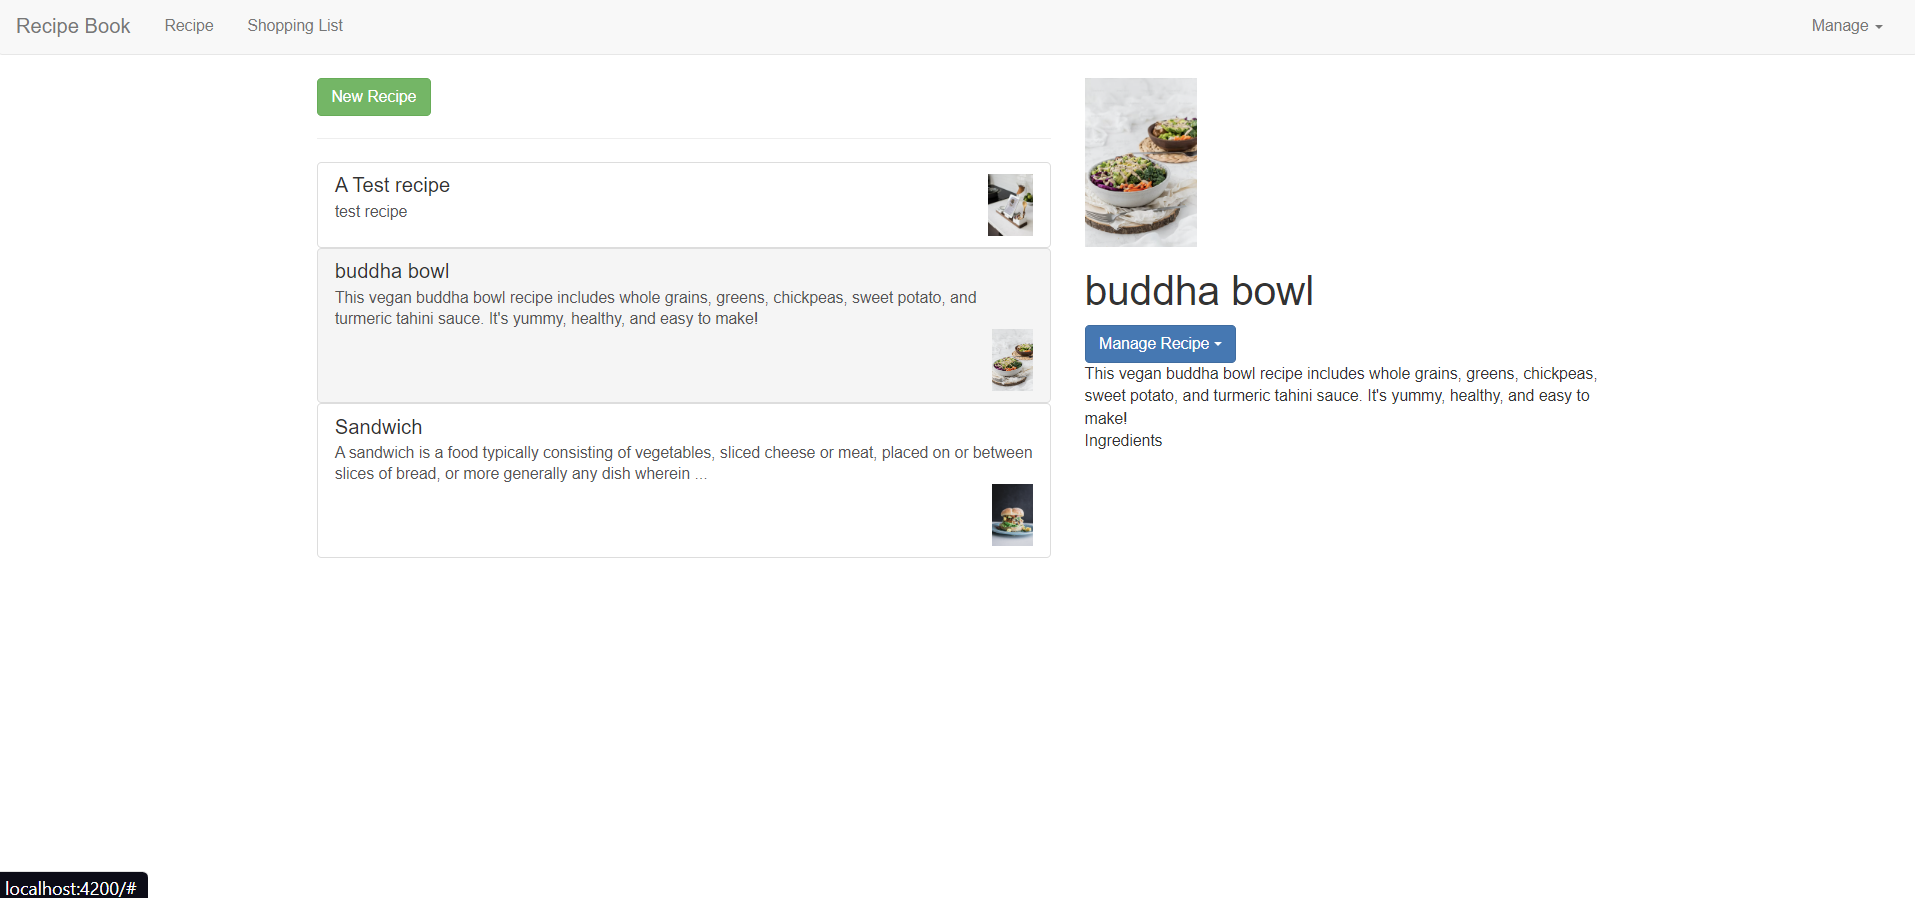 Recipe Book
Recipe
Shopping List
Manage
New Recipe
A Test recipe
test recipe
buddha bowl
This vegan buddha bowl recipe includes whole grains, greens, chickpeas, sweet potato, and
turmeric tahini sauce. It's yummy, healthy, and easy to make!
Sandwich
A sandwich is a food typically consisting of vegetables, sliced cheese or meat, placed on or between
slices of bread, or more generally any dish wherein ...
buddha bowl
Manage Recipe
This vegan buddha bowl recipe includes whole grains, greens, chickpeas,
sweet potato, and turmeric tahini sauce. It's yummy, healthy, and easy to
make!
Ingredients
localhost:4200/#